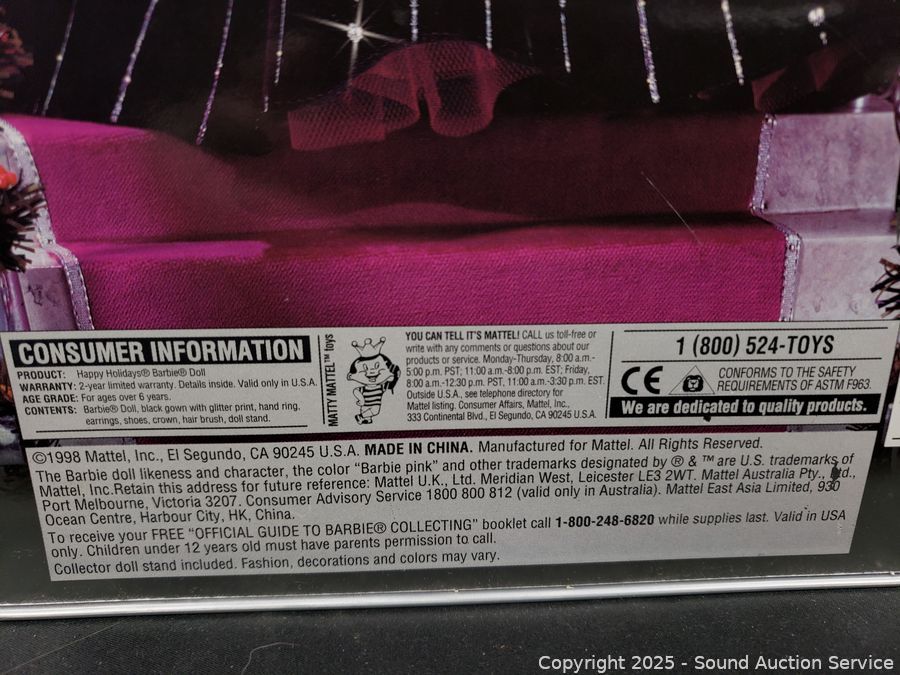 CONSUMER INFORMATION
PRODUCT: Happy Holidays® Barbie® Doll
WARRANTY: 2-year limited warranty. Details inside. Valid only in U.S.A.
AGE GRADE: For ages over 6 years.
CONTENTS: Barbie® Doll, black gown with glitter print, hand ring,
earrings, shoes, crown, hair brush, doll stand.
MATTY MATTEL™ toys
YOU CAN TELL IT'S MATTEL! CALL us toll-free or
write with any comments or questions about our
products or service. Monday-Thursday, 8:00 a.m.-
5:00 p.m. PST; 11:00 a.m.-8:00 p.m. EST; Friday,
8:00 a.m.-12:30 p.m. PST, 11:00 a.m.-3:30 p.m. EST.
Outside U.S.A., see telephone directory for
Mattel listing. Consumer Affairs, Mattel, Inc.,
333 Continental Blvd., El Segundo, CA 90245 U.S.A.
1 (800) 524-TOYS
CE
CONFORMS TO THE SAFETY
REQUIREMENTS OF ASTM F963.
We are dedicated to quality products.
©1998 Mattel, Inc., El Segundo, CA 90245 U.S.A. MADE IN CHINA. Manufactured for Mattel. All Rights Reserved.
The Barbie doll likeness and character, the color "Barbie pink" and other trademarks designated by ® & ™ are U.S. trademarks of
Mattel, Inc.Retain this address for future reference: Mattel U.K., Ltd. Meridian West, Leicester LE3 2WT. Mattel Australia Pty., Ltd.,
Port Melbourne, Victoria 3207. Consumer Advisory Service 1800 800 812 (valid only in Australia). Mattel East Asia Limited, 930
Ocean Centre, Harbour City, HK, China.
To receive your FREE "OFFICIAL GUIDE TO BARBIE® COLLECTING" booklet call 1-800-248-6820 while supplies last. Valid in USA
only. Children under 12 years old must have parents permission to call.
Collector doll stand included. Fashion, decorations and colors may vary.
Copyright 2025 - Sound Auction Service